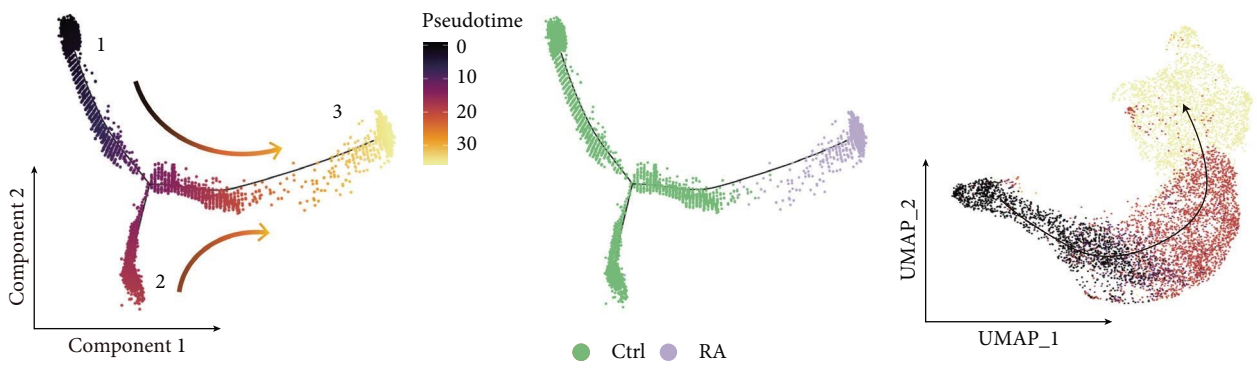 Pseudotime
0
10
20
30
1
2
3
Component 2
Component 1
Ctrl
RA
UMAP_2
UMAP_1